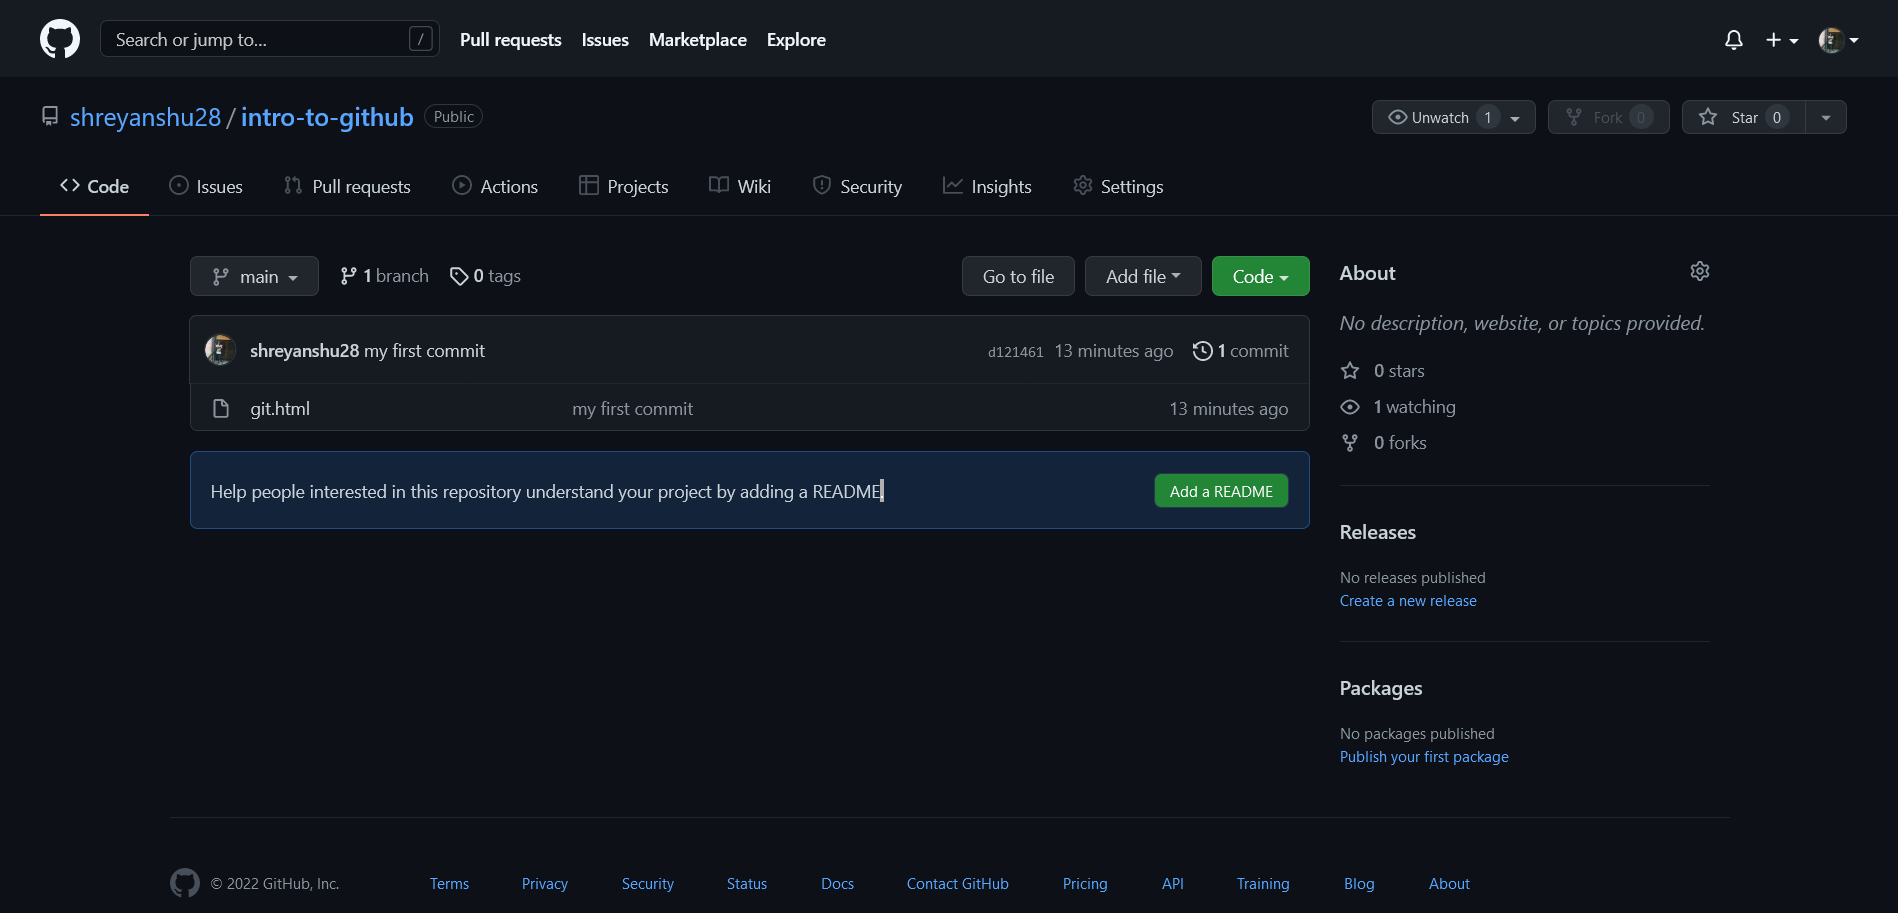 Search or jump to... / Pull requests Issues Marketplace Explore
shreyanshu28 / intro-to-github Public Unwatch 1 Fork 0 Star 0
Code Issues Pull requests Actions Projects Wiki Security Insights Settings
main 1 branch 0 tags Go to file Add file Code
shreyanshu28 my first commit d121461 13 minutes ago 1 commit
git.html my first commit 13 minutes ago
Help people interested in this repository understand your project by adding a README. Add a README
About
No description, website, or topics provided.
0 stars
1 watching
0 forks
Releases
No releases published
Create a new release
Packages
No packages published
Publish your first package
© 2022 GitHub, Inc. Terms Privacy Security Status Docs Contact GitHub Pricing API Training Blog About